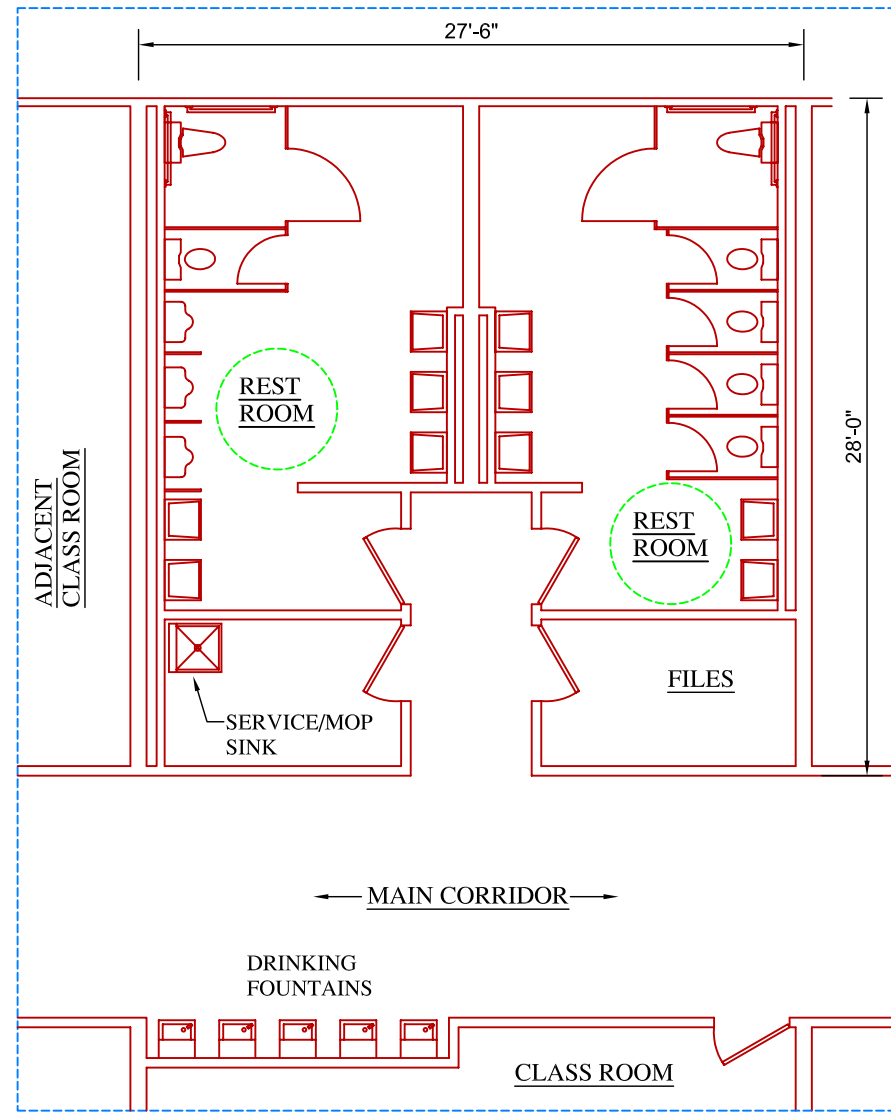 27'-6"
28'-0"
REST
ROOM
REST
ROOM
ADJACENT
CLASS ROOM
FILES
SERVICE/MOP
SINK
MAIN CORRIDOR
DRINKING
FOUNTAINS
CLASS ROOM